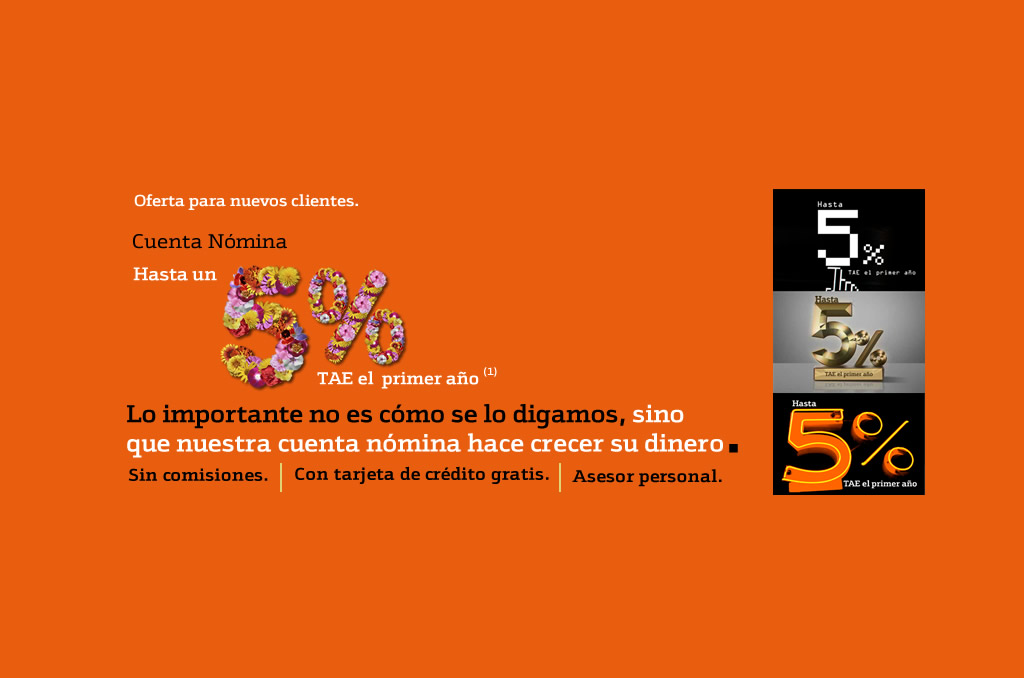 Oferta para nuevos clientes.
Cuenta Nómina
Hasta un 5%
TAE el primer año (1)
Lo importante no es cómo se lo digamos, sino
que nuestra cuenta nómina hace crecer su dinero.
Sin comisiones. Con tarjeta de crédito gratis. Asesor personal.
Hasta
5%
TAE el primer año
Hasta
5%
TAE el primer año
Hasta
5%
TAE el primer año